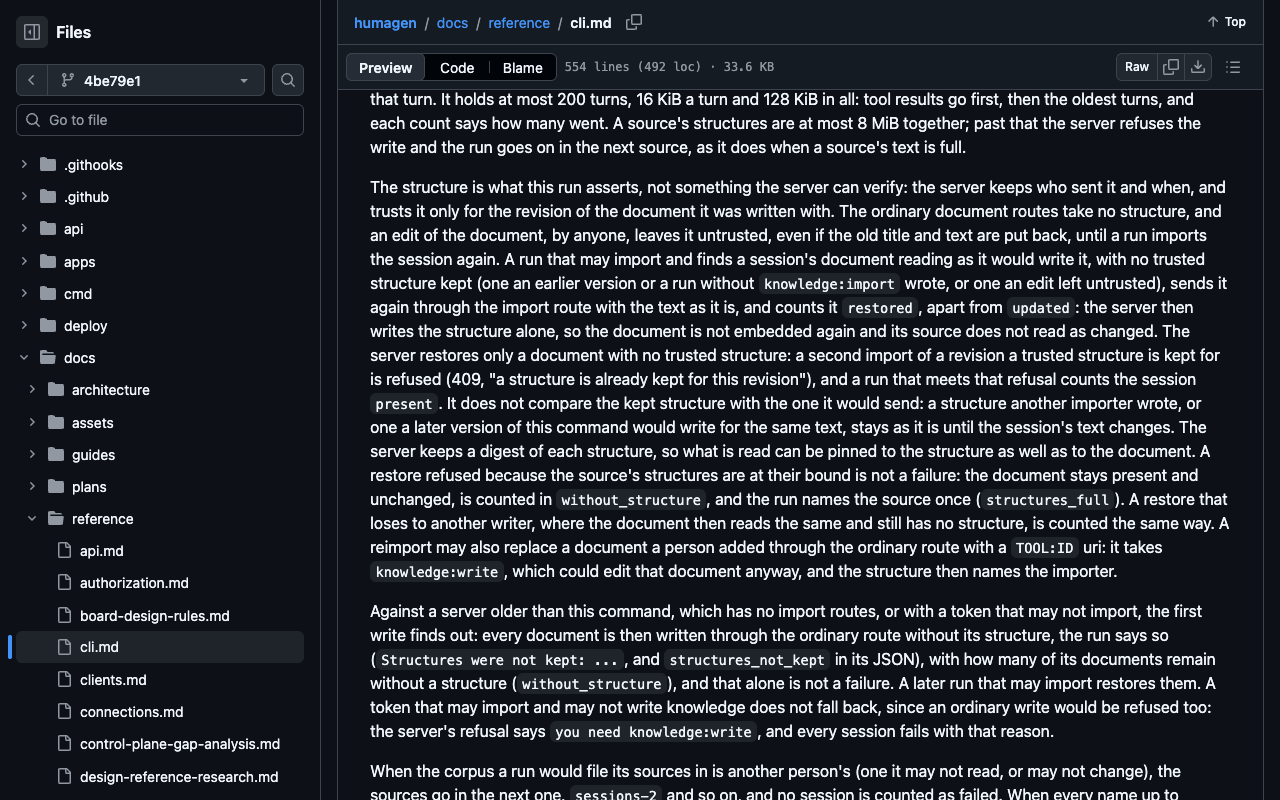 Files
humagen / docs / reference / cli.md
Top
4be79e1
Preview Code Blame 554 lines (492 loc) · 33.6 KB
Raw
Go to file
.githooks
.github
api
apps
cmd
deploy
docs
architecture
assets
guides
plans
reference
api.md
authorization.md
board-design-rules.md
cli.md
clients.md
connections.md
control-plane-gap-analysis.md
design-reference-research.md
that turn. It holds at most 200 turns, 16 KiB a turn and 128 KiB in all: tool results go first, then the oldest turns, and
each count says how many went. A source's structures are at most 8 MiB together; past that the server refuses the
write and the run goes on in the next source, as it does when a source's text is full.
The structure is what this run asserts, not something the server can verify: the server keeps who sent it and when, and
trusts it only for the revision of the document it was written with. The ordinary document routes take no structure, and
an edit of the document, by anyone, leaves it untrusted, even if the old title and text are put back, until a run imports
the session again. A run that may import and finds a session's document reading as it would write it, with no trusted
structure kept (one an earlier version or a run without knowledge:import wrote, or one an edit left untrusted), sends it
again through the import route with the text as it is, and counts it restored, apart from updated: the server then
writes the structure alone, so the document is not embedded again and its source does not read as changed. The
server restores only a document with no trusted structure: a second import of a revision a trusted structure is kept for
is refused (409, "a structure is already kept for this revision"), and a run that meets that refusal counts the session
present. It does not compare the kept structure with the one it would send: a structure another importer wrote, or
one a later version of this command would write for the same text, stays as it is until the session's text changes. The
server keeps a digest of each structure, so what is read can be pinned to the structure as well as to the document. A
restore refused because the source's structures are at their bound is not a failure: the document stays present and
unchanged, is counted in without_structure, and the run names the source once (structures_full). A restore that
loses to another writer, where the document then reads the same and still has no structure, is counted the same way. A
reimport may also replace a document a person added through the ordinary route with a TOOL:ID uri: it takes
knowledge:write, which could edit that document anyway, and the structure then names the importer.
Against a server older than this command, which has no import routes, or with a token that may not import, the first
write finds out: every document is then written through the ordinary route without its structure, the run says so
(Structures were not kept: ..., and structures_not_kept in its JSON), with how many of its documents remain
without a structure (without_structure), and that alone is not a failure. A later run that may import restores them. A
token that may import and may not write knowledge does not fall back, since an ordinary write would be refused too:
the server's refusal says you need knowledge:write, and every session fails with that reason.
When the corpus a run would file its sources in is another person's (one it may not read, or may not change), the
sources go in the next one, sessions-2 and so on, and no session is counted as failed. When every name up to